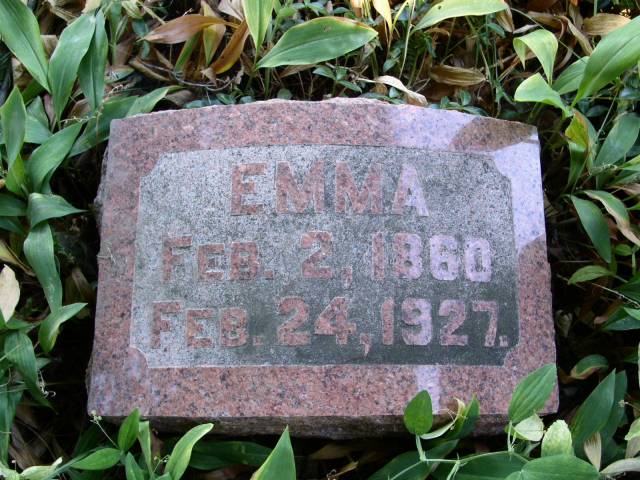 EMMA
FEB. 2, 1860
FEB. 24, 1927.